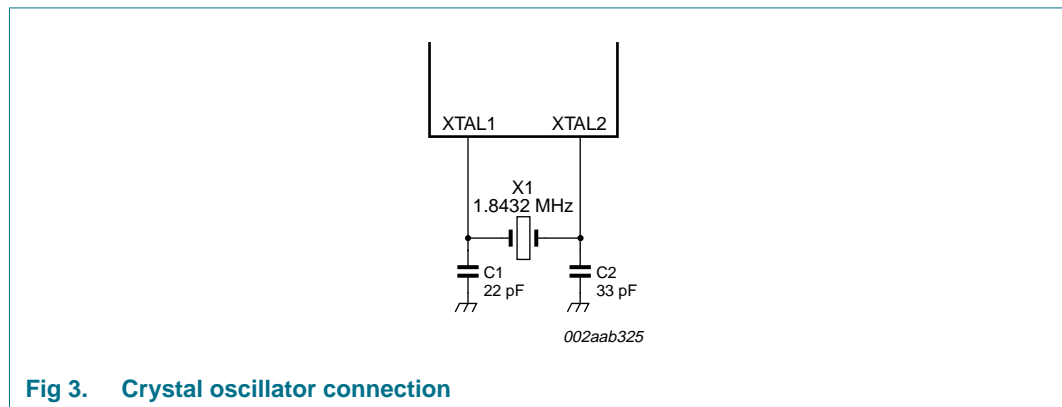 XTAL1 XTAL2
X1
1.8432 MHz
C1 C2
22 pF 33 pF
002aab325
Fig 3. Crystal oscillator connection